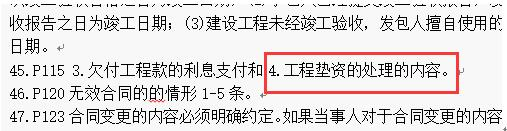 收报告之日为竣工日期；(3)建设工程未经竣工验收，发包人擅自使用的
日期。
45.P115 3.欠付工程款的利息支付和 4.工程垫资的处理的内容。
46.P120 无效合同的的情形 1-5 条。
47.P123 合同变更的内容必须明确约定。如果当事人对于合同变更的内容